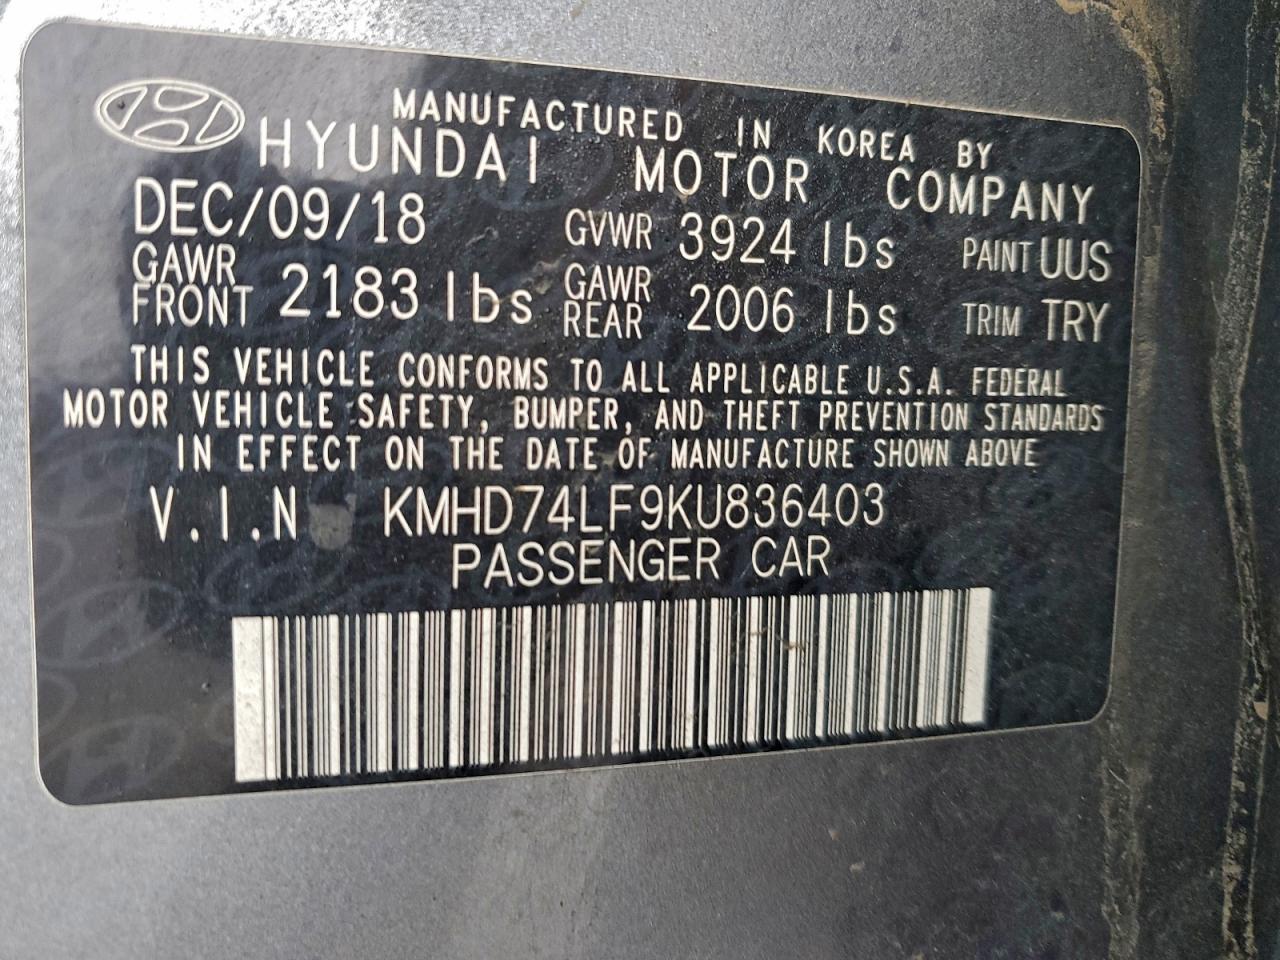 MANUFACTURED IN KOREA BY
HYUNDAI MOTOR COMPANY
DEC/09/18 GVWR 3924 lbs PAINT UUS
GAWR FRONT 2183 lbs GAWR REAR 2006 lbs TRIM TRY
THIS VEHICLE CONFORMS TO ALL APPLICABLE U.S.A. FEDERAL
MOTOR VEHICLE SAFETY, BUMPER, AND THEFT PREVENTION STANDARDS
IN EFFECT ON THE DATE OF MANUFACTURE SHOWN ABOVE
V.I.N KMHD74LF9KU836403
PASSENGER CAR